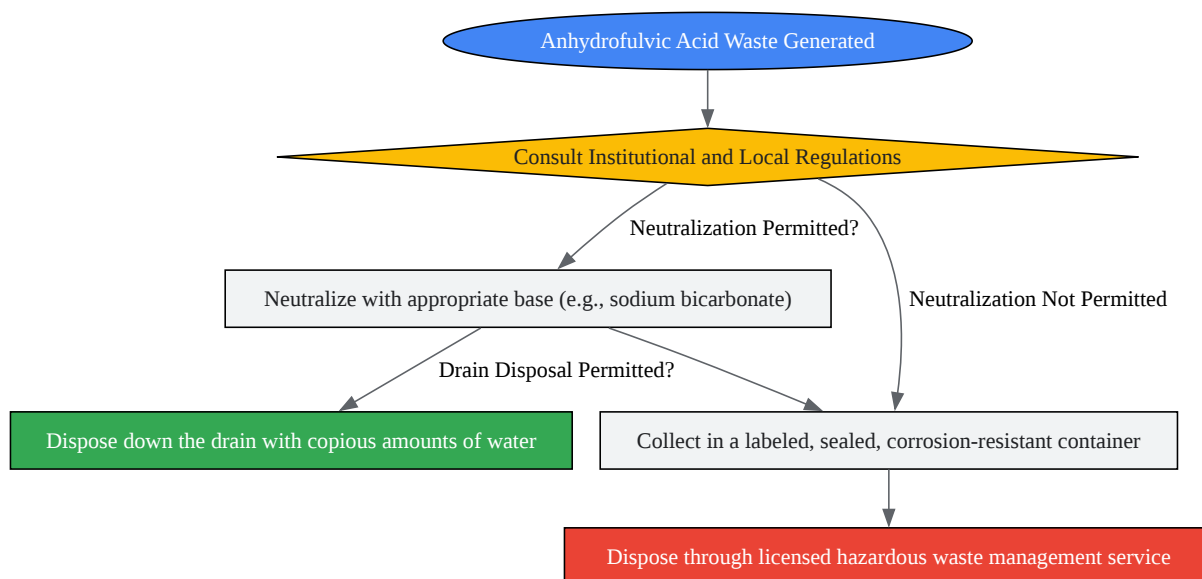 Anhydrofulvic Acid Waste Generated
Consult Institutional and Local Regulations
Neutralization Permitted?
Neutralize with appropriate base (e.g., sodium bicarbonate)
Neutralization Not Permitted
Drain Disposal Permitted?
Dispose down the drain with copious amounts of water
Collect in a labeled, sealed, corrosion-resistant container
Dispose through licensed hazardous waste management service